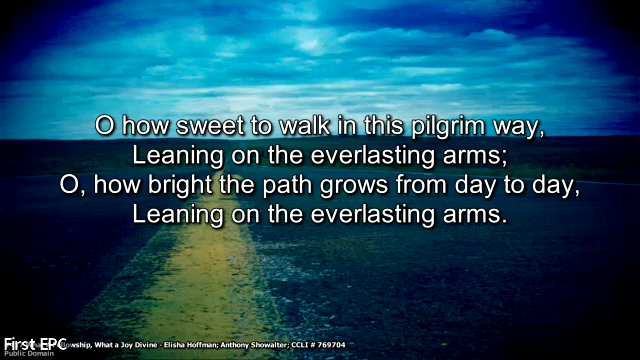 O how sweet to walk in this pilgrim way,
Leaning on the everlasting arms;
O, how bright the path grows from day to day,
Leaning on the everlasting arms.
First EPC
What a Joy Divine - Elisha Hoffman; Anthony Showalter; CCLI # 769704
Public Domain